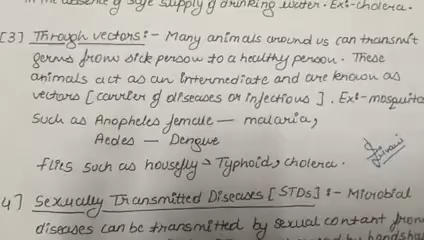 in the absence of safe supply of drinking water. Ex:- cholera.
[3] Through vectors :- Many animals around us can transmit
germs from sick person to a healthy person. These
animals act as an intermediate and are known as
vectors [carrier of diseases or infectious]. Ex:- mosquito
such as Anopheles female — malaria,
Aedes — Dengue
flies such as housefly → Typhoid, cholera.
4] Sexually Transmitted Diseases [STDs] :- Microbial
diseases can be transmitted by sexual contant from